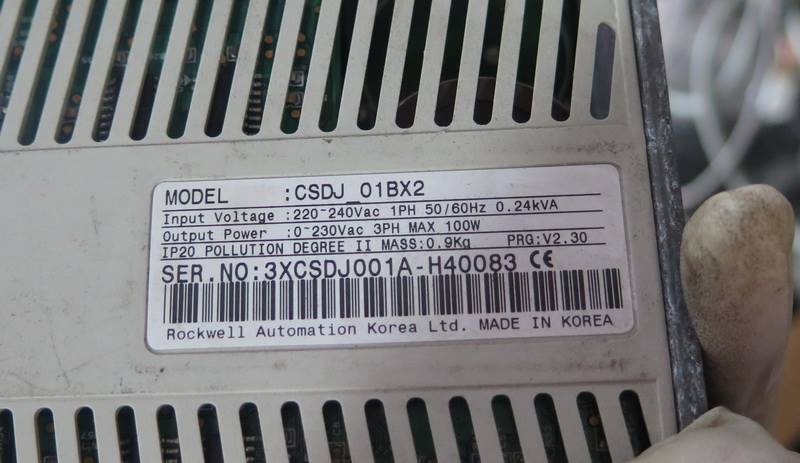 MODEL :CSDJ_01BX2
Input Voltage :220~240Vac 1PH 50/60Hz 0.24kVA
Output Power :0~230Vac 3PH MAX 100W
IP20 POLLUTION DEGREE II MASS:0.9Kg PRG:V2.30
SER.NO:3XCSDJ001A-H40083 CE
Rockwell Automation Korea Ltd. MADE IN KOREA